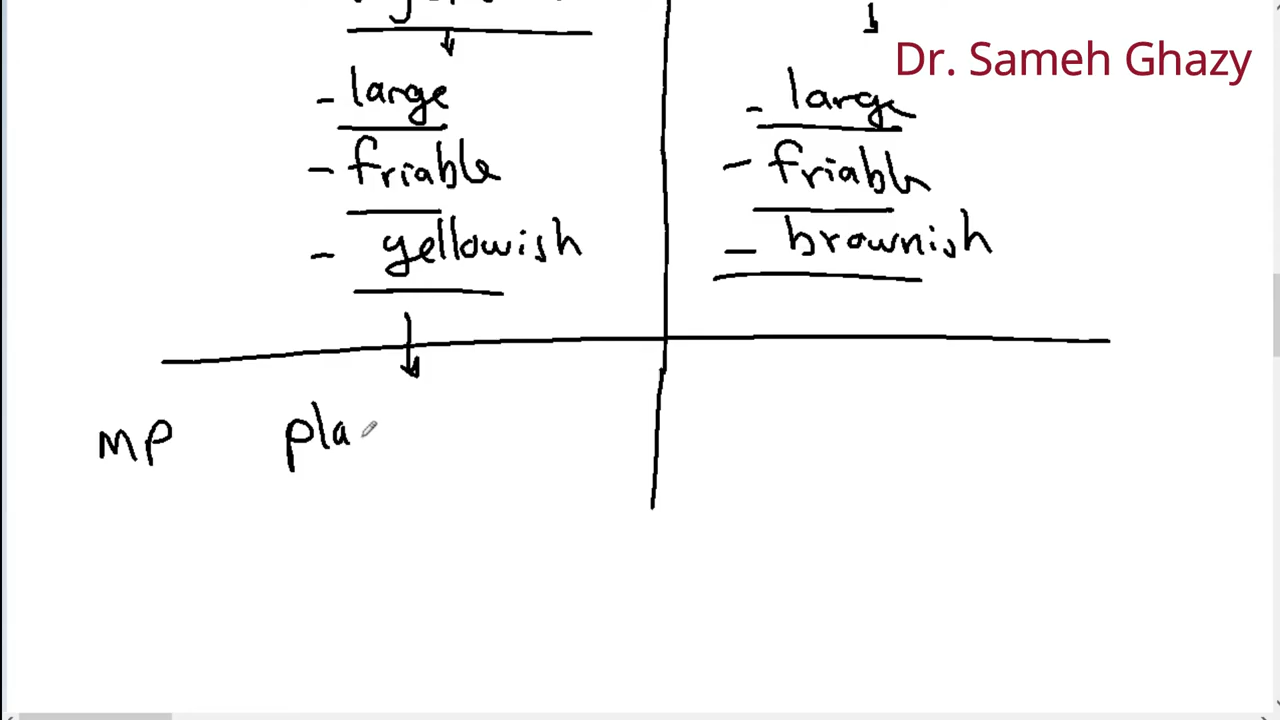 Dr. Sameh Ghazy
- large
- large
- friable
- friable
- yellowish
- brownish
MP pla